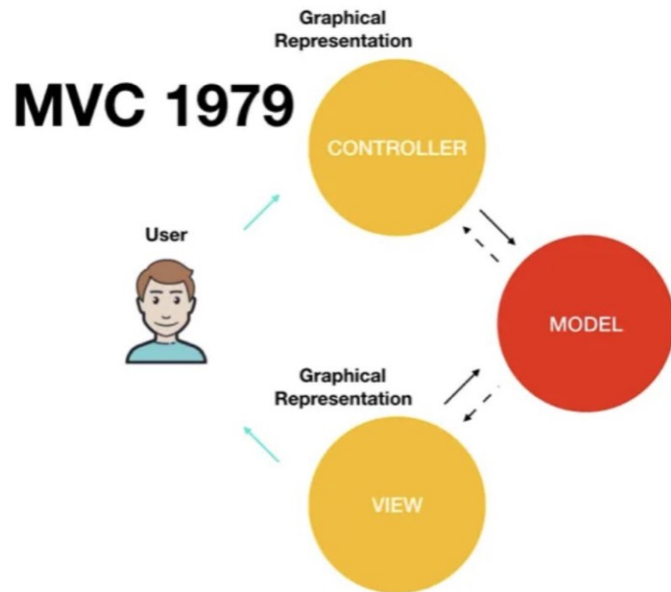 Graphical
Representation
MVC 1979
CONTROLLER
User
MODEL
Graphical
Representation
VIEW